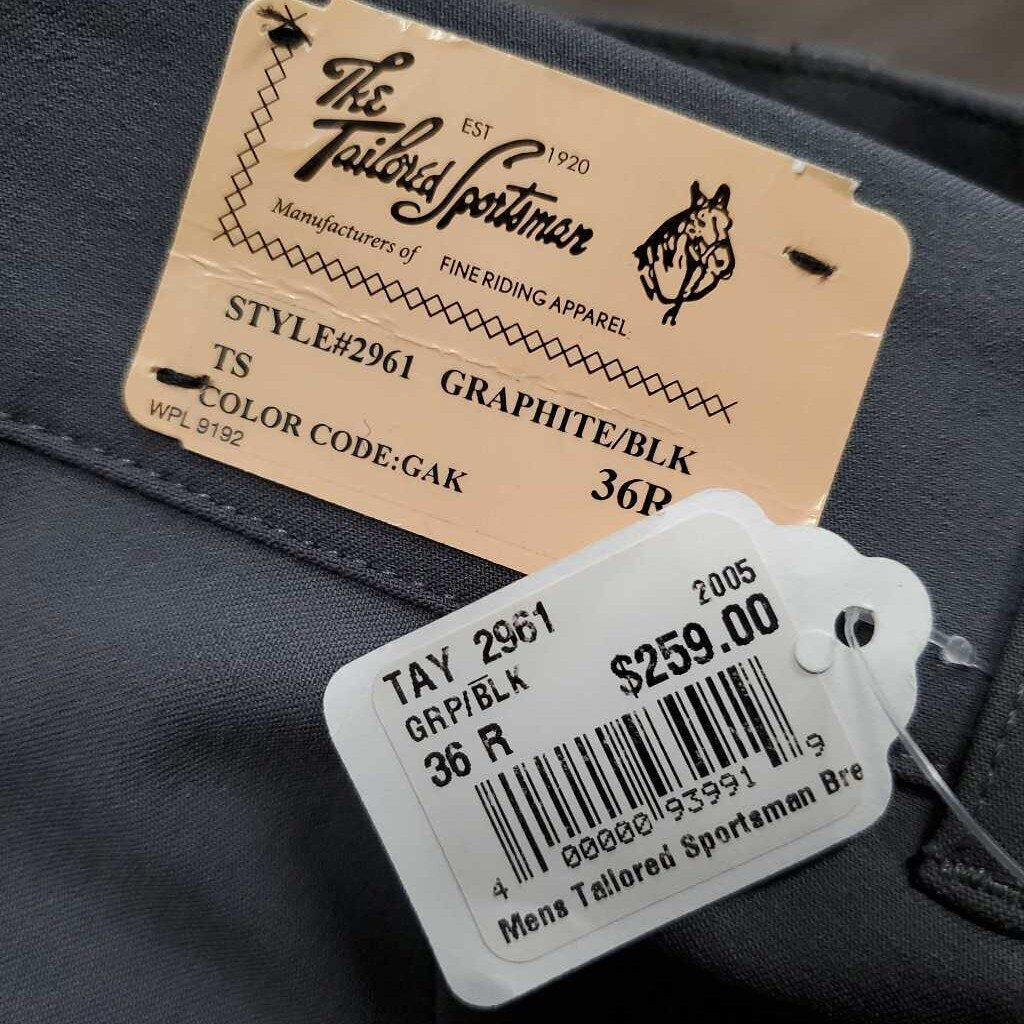 The
Tailored Sportsman
EST 1920
Manufacturers of FINE RIDING APPAREL
STYLE#2961 GRAPHITE/BLK
TS
COLOR CODE:GAK 36R
WPL 9192
2005
TAY 2961 $259.00
GRP/BLK
36 R
4 00000 93991 9
Mens Tailored Sportsman Bre